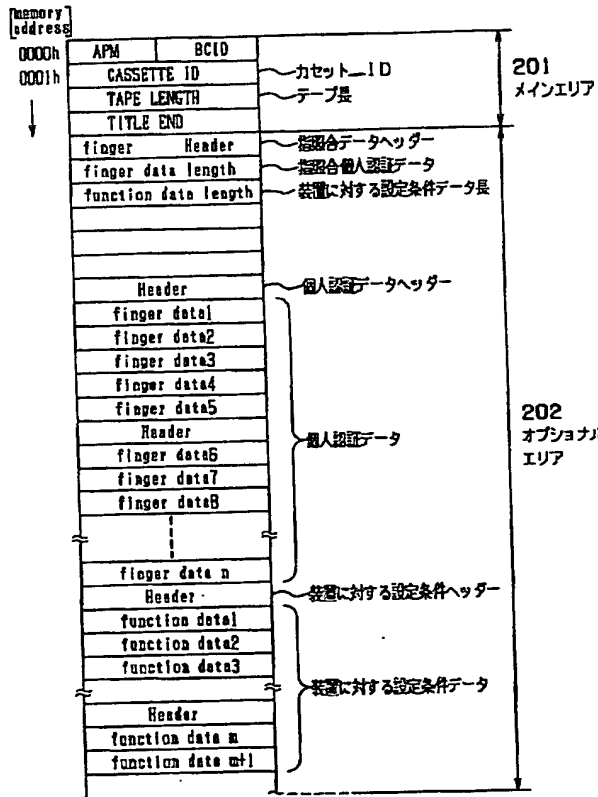 [memory address]
0000h APM BCID
0001h CASSETTE ID カセット_ID
TAPE LENGTH テープ長
TITLE END
201
メインエリア
finger Header 指照合データヘッダー
finger data length 指照合個人認証データ
function data length 装置に対する設定条件データ長
Header 個人認証データヘッダー
finger data1
finger data2
finger data3
finger data4
finger data5
Header
finger data6
finger data7
finger data8
個人認証データ
202
オプショナル
エリア
finger data n
Header 装置に対する設定条件ヘッダー
function data1
function data2
function data3
装置に対する設定条件データ
Header
function data m
function data m+1